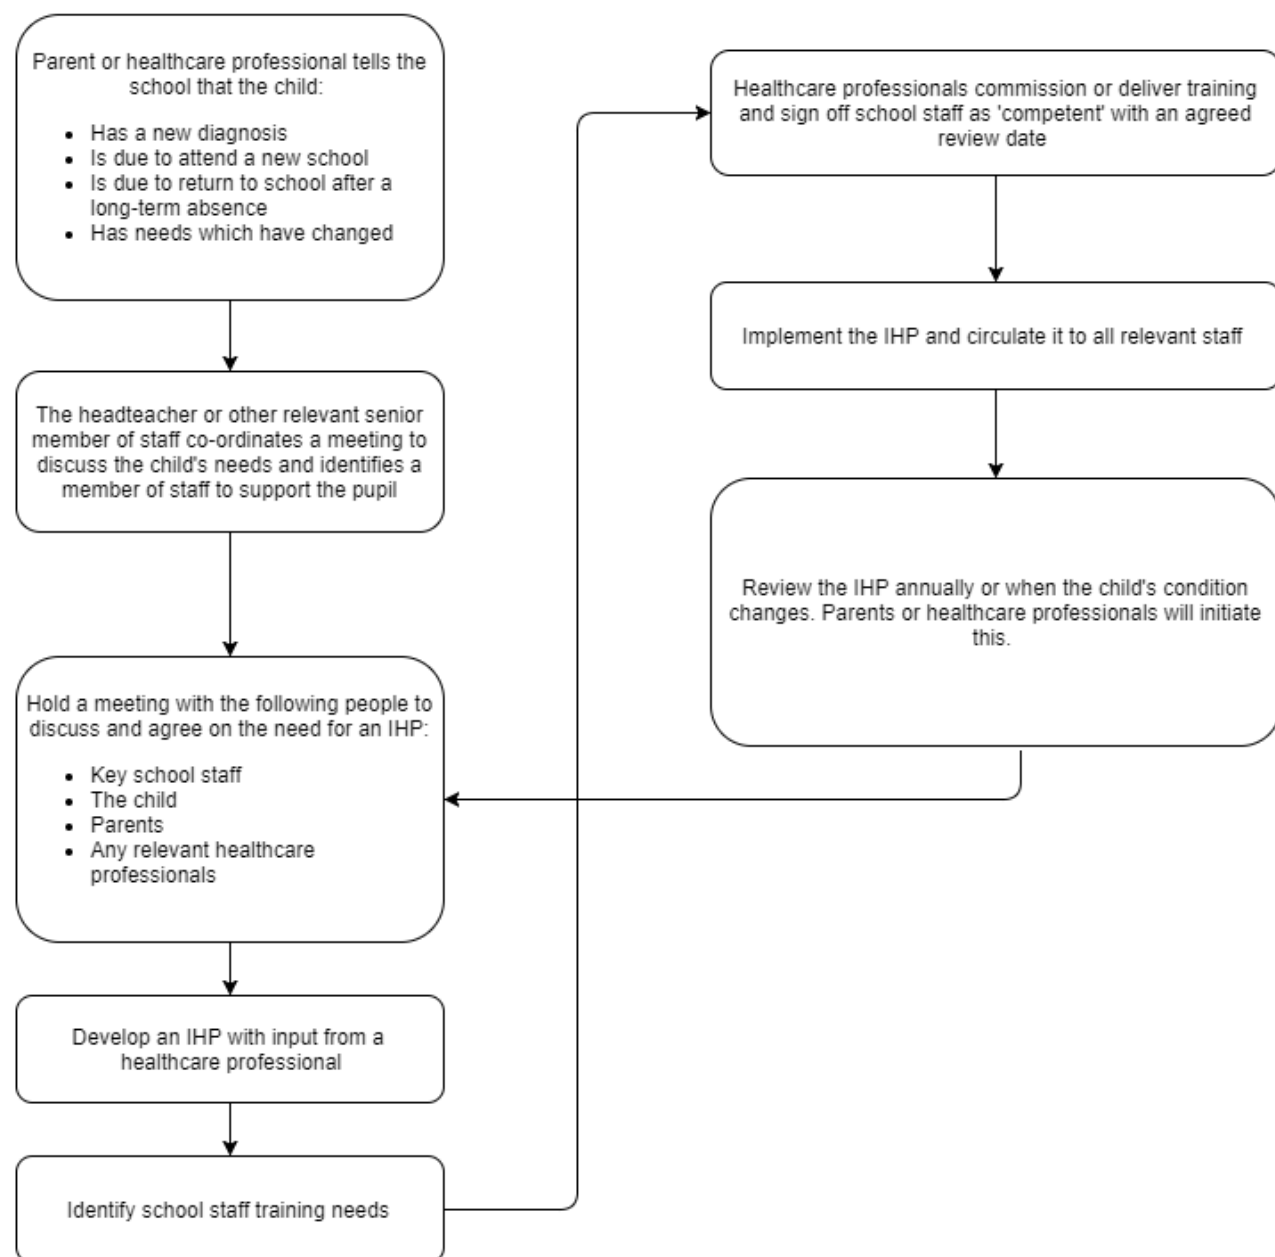 Parent or healthcare professional tells the
school that the child:
• Has a new diagnosis
• Is due to attend a new school
• Is due to return to school after a
long-term absence
• Has needs which have changed
The headteacher or other relevant senior
member of staff co-ordinates a meeting to
discuss the child's needs and identifies a
member of staff to support the pupil
Hold a meeting with the following people to
discuss and agree on the need for an IHP:
• Key school staff
• The child
• Parents
• Any relevant healthcare
professionals
Develop an IHP with input from a
healthcare professional
Identify school staff training needs
Healthcare professionals commission or deliver training
and sign off school staff as 'competent' with an agreed
review date
Implement the IHP and circulate it to all relevant staff
Review the IHP annually or when the child's condition
changes. Parents or healthcare professionals will initiate
this.